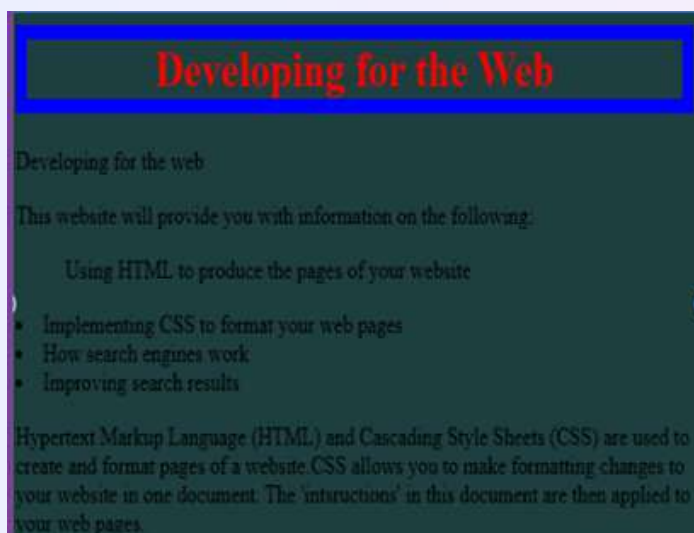 Developing for the Web
Developing for the web
This website will provide you with information on the following:
Using HTML to produce the pages of your website
• Implementing CSS to format your web pages
• How search engines work
• Improving search results
Hypertext Markup Language (HTML) and Cascading Style Sheets (CSS) are used to
create and format pages of a website.CSS allows you to make formatting changes to
your website in one document. The 'intsructions' in this document are then applied to
your web pages.